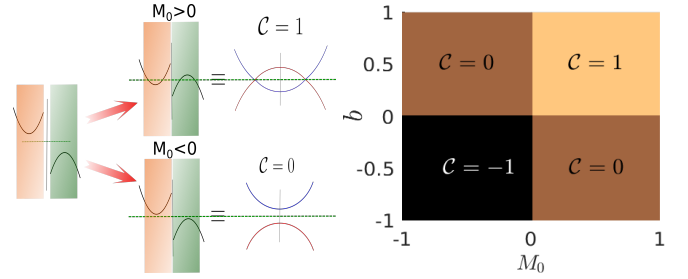 M₀>0
𝒞 = 1
=
M₀<0
𝒞 = 0
=
1
0.5
0
-0.5
-1
b
𝒞 = 0
𝒞 = 1
𝒞 = −1
𝒞 = 0
-1
0
1
M₀